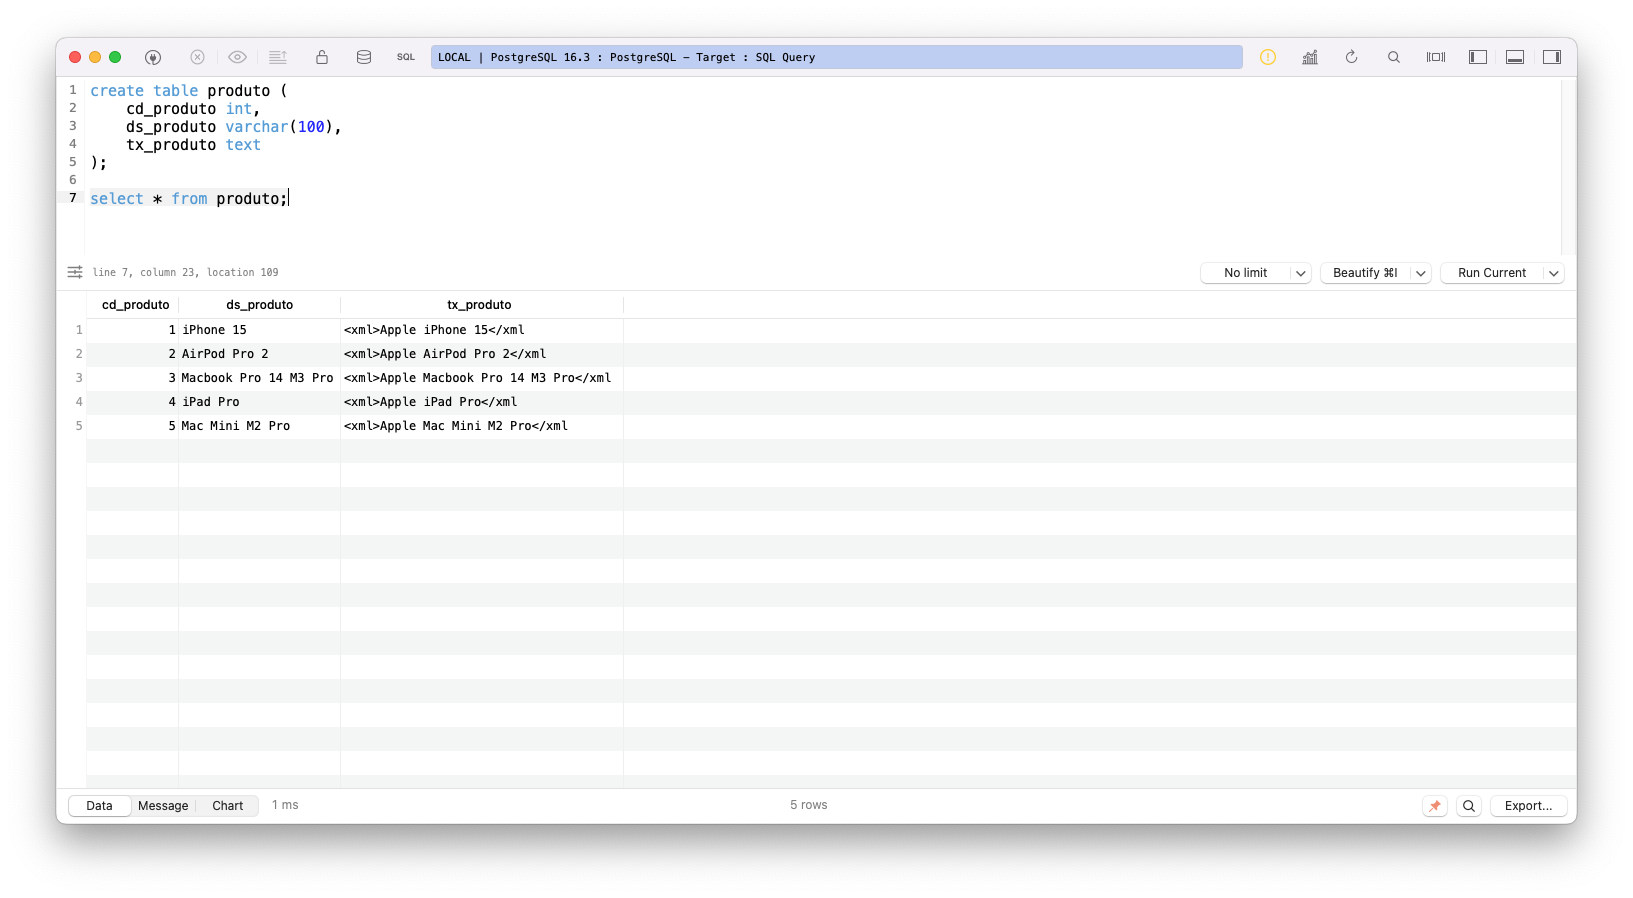 SQL
LOCAL | PostgreSQL 16.3 : PostgreSQL – Target : SQL Query
1 create table produto (
2 cd_produto int,
3 ds_produto varchar(100),
4 tx_produto text
5 );
6
7 select * from produto;
line 7, column 23, location 109
No limit
Beautify ⌘I
Run Current
cd_produto ds_produto tx_produto
1 1 iPhone 15 <xml>Apple iPhone 15</xml
2 2 AirPod Pro 2 <xml>Apple AirPod Pro 2</xml
3 3 Macbook Pro 14 M3 Pro <xml>Apple Macbook Pro 14 M3 Pro</xml
4 4 iPad Pro <xml>Apple iPad Pro</xml
5 5 Mac Mini M2 Pro <xml>Apple Mac Mini M2 Pro</xml
Data Message Chart 1 ms
5 rows
Export...